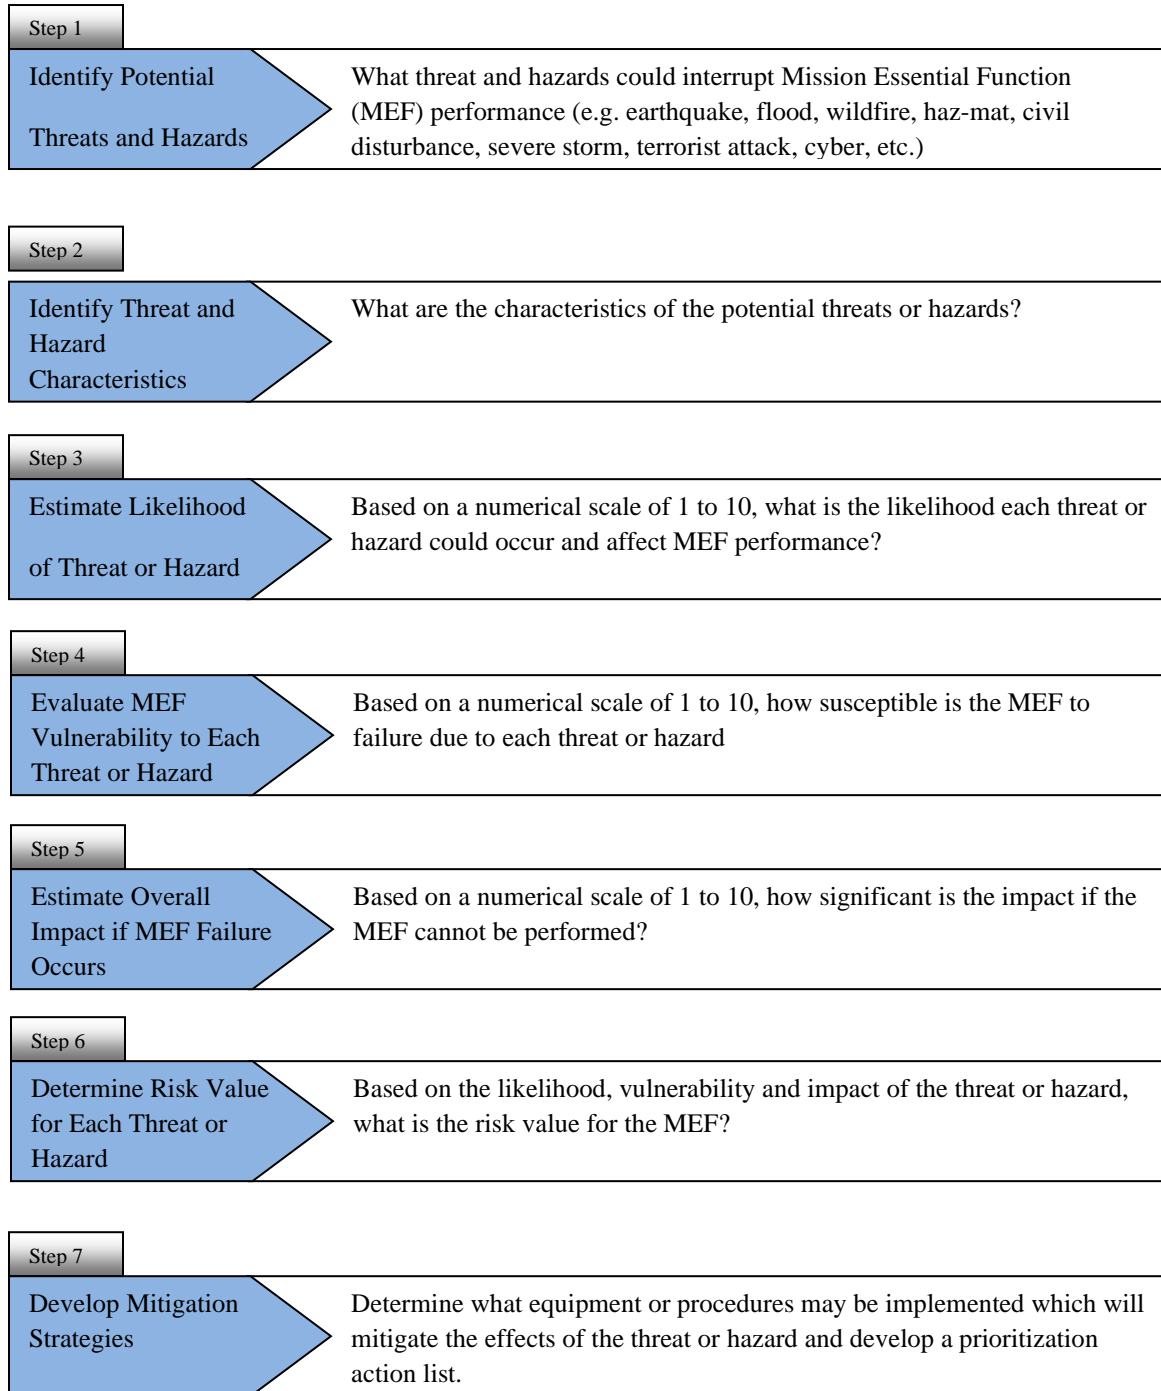 Step 1
Identify Potential
Threats and Hazards
What threat and hazards could interrupt Mission Essential Function
(MEF) performance (e.g. earthquake, flood, wildfire, haz-mat, civil
disturbance, severe storm, terrorist attack, cyber, etc.)
Step 2
Identify Threat and
Hazard
Characteristics
What are the characteristics of the potential threats or hazards?
Step 3
Estimate Likelihood
of Threat or Hazard
Based on a numerical scale of 1 to 10, what is the likelihood each threat or
hazard could occur and affect MEF performance?
Step 4
Evaluate MEF
Vulnerability to Each
Threat or Hazard
Based on a numerical scale of 1 to 10, how susceptible is the MEF to
failure due to each threat or hazard
Step 5
Estimate Overall
Impact if MEF Failure
Occurs
Based on a numerical scale of 1 to 10, how significant is the impact if the
MEF cannot be performed?
Step 6
Determine Risk Value
for Each Threat or
Hazard
Based on the likelihood, vulnerability and impact of the threat or hazard,
what is the risk value for the MEF?
Step 7
Develop Mitigation
Strategies
Determine what equipment or procedures may be implemented which will
mitigate the effects of the threat or hazard and develop a prioritization
action list.